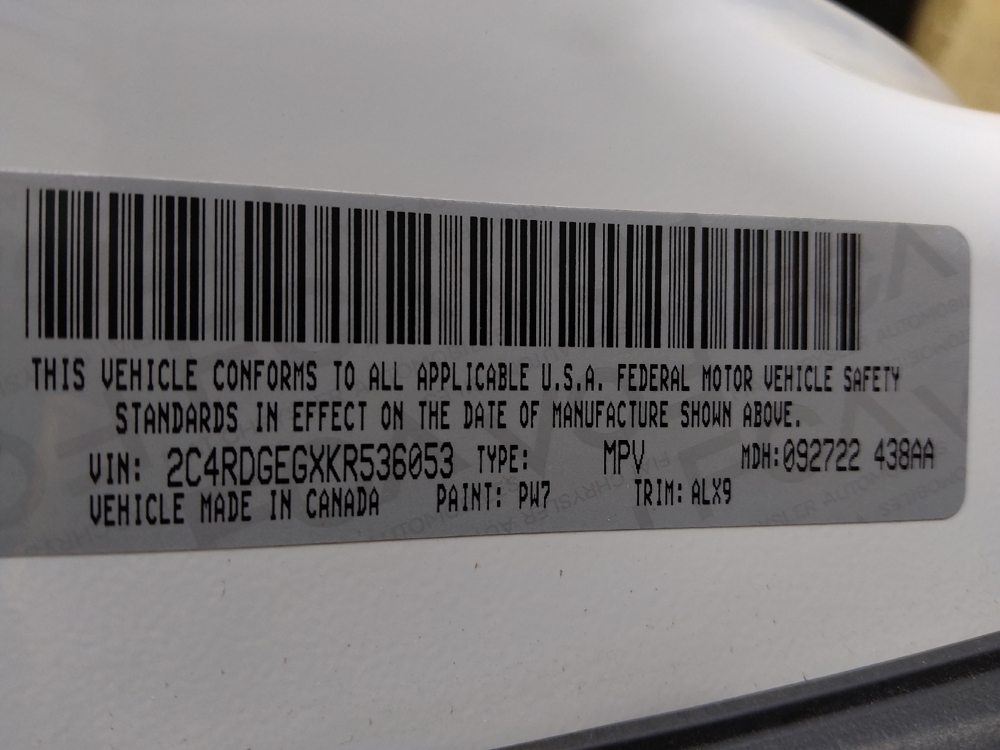 THIS VEHICLE CONFORMS TO ALL APPLICABLE U.S.A. FEDERAL MOTOR VEHICLE SAFETY
STANDARDS IN EFFECT ON THE DATE OF MANUFACTURE SHOWN ABOVE.
VIN: 2C4RDGEGXKR536053 TYPE: MPV MDH:092722 438AA
VEHICLE MADE IN CANADA PAINT: PW7 TRIM: ALX9